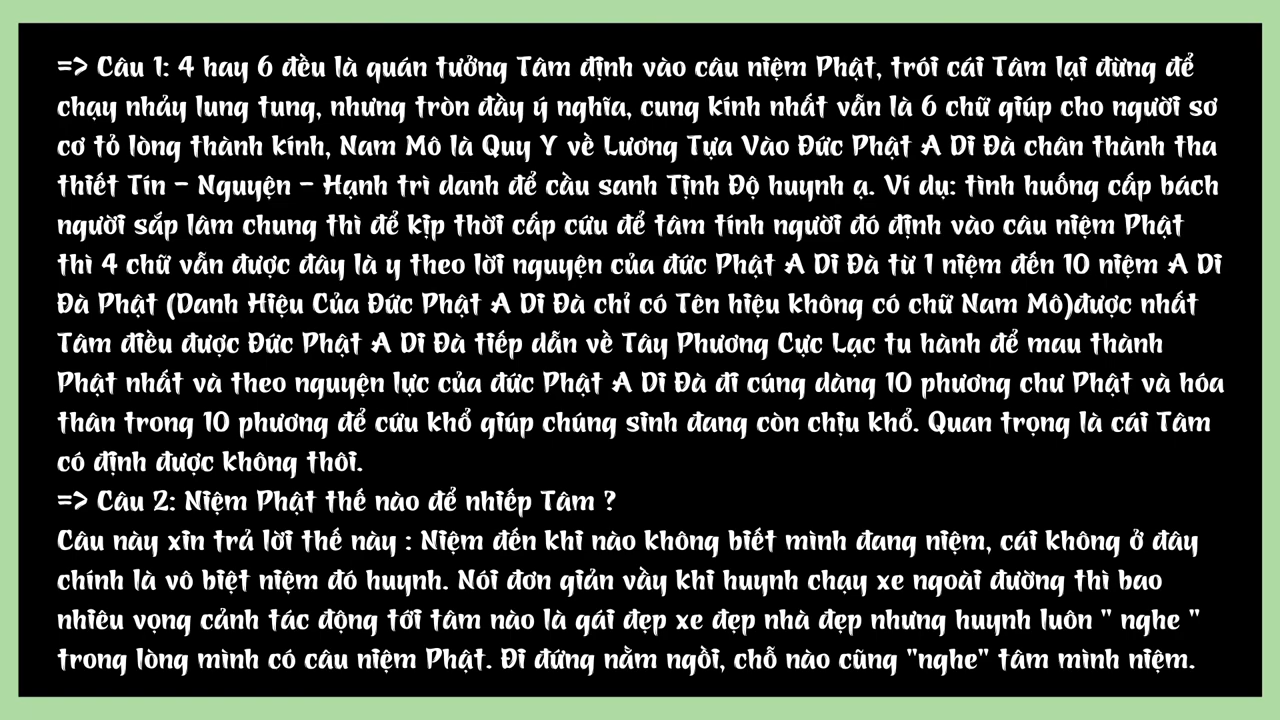 => Câu 1: 4 hay 6 đều là quán tưởng Tâm định vào câu niệm Phật, trói cái Tâm lại đừng để
chạy nhảy lung tung, nhưng tròn đầy ý nghĩa, cung kính nhất vẫn là 6 chữ giúp cho người sơ
cơ tỏ lòng thành kính, Nam Mô là Quy Y về Lương Tựa Vào Đức Phật A Di Đà chân thành tha
thiết Tín - Nguyện - Hạnh trì danh để cầu sanh Tịnh Độ huynh ạ. Ví dụ: tình huống cấp bách
người sắp lâm chung thì để kịp thời cấp cứu để tâm tính người đó định vào câu niệm Phật
thì 4 chữ vẫn được đây là y theo lời nguyện của đức Phật A Di Đà từ 1 niệm đến 10 niệm A Di
Đà Phật (Danh Hiệu Của Đức Phật A Di Đà chỉ có Tên hiệu không có chữ Nam Mô)được nhất
Tâm điều được Đức Phật A Di Đà tiếp dẫn về Tây Phương Cực Lạc tu hành để mau thành
Phật nhất và theo nguyện lực của đức Phật A Di Đà đi cúng dàng 10 phương chư Phật và hóa
thân trong 10 phương để cứu khổ giúp chúng sinh đang còn chịu khổ. Quan trọng là cái Tâm
có định được không thôi.
=> Câu 2: Niệm Phật thế nào để nhiếp Tâm ?
Câu này xin trả lời thế này : Niệm đến khi nào không biết mình đang niệm, cái không ở đây
chính là vô biệt niệm đó huynh. Nói đơn giản vầy khi huynh chạy xe ngoài đường thì bao
nhiêu vọng cảnh tác động tới tâm nào là gái đẹp xe đẹp nhà đẹp nhưng huynh luôn " nghe "
trong lòng mình có câu niệm Phật. Đi đứng nằm ngồi, chỗ nào cũng "nghe" tâm mình niệm.